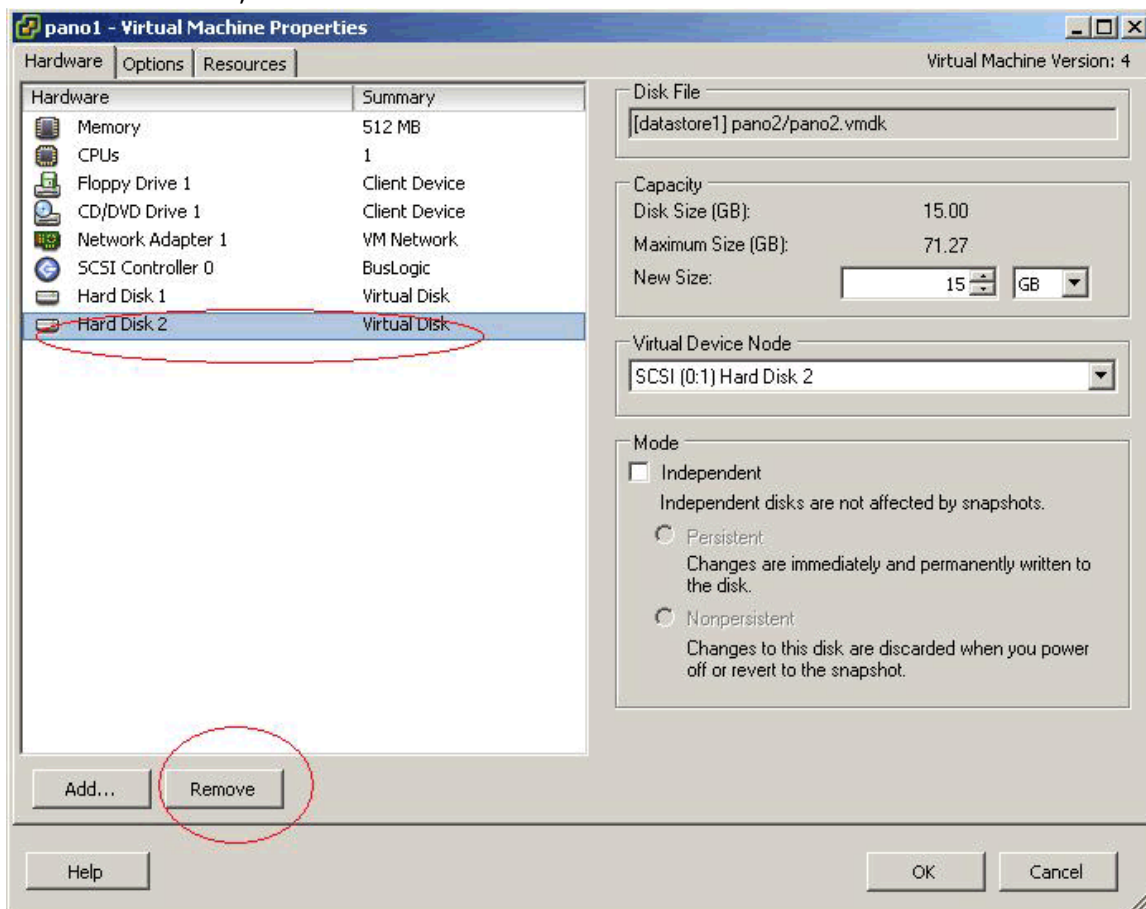 pano1 - Virtual Machine Properties
Hardware Options Resources Virtual Machine Version: 4
Hardware Summary
Memory 512 MB
CPUs 1
Floppy Drive 1 Client Device
CD/DVD Drive 1 Client Device
Network Adapter 1 VM Network
SCSI Controller 0 BusLogic
Hard Disk 1 Virtual Disk
Hard Disk 2 Virtual Disk
Add... Remove
Disk File
[datastore1] pano2/pano2.vmdk
Capacity
Disk Size (GB): 15.00
Maximum Size (GB): 71.27
New Size: 15 GB
Virtual Device Node
SCSI (0:1) Hard Disk 2
Mode
Independent
Independent disks are not affected by snapshots.
Persistent
Changes are immediately and permanently written to
the disk.
Nonpersistent
Changes to this disk are discarded when you power
off or revert to the snapshot.
Help OK Cancel